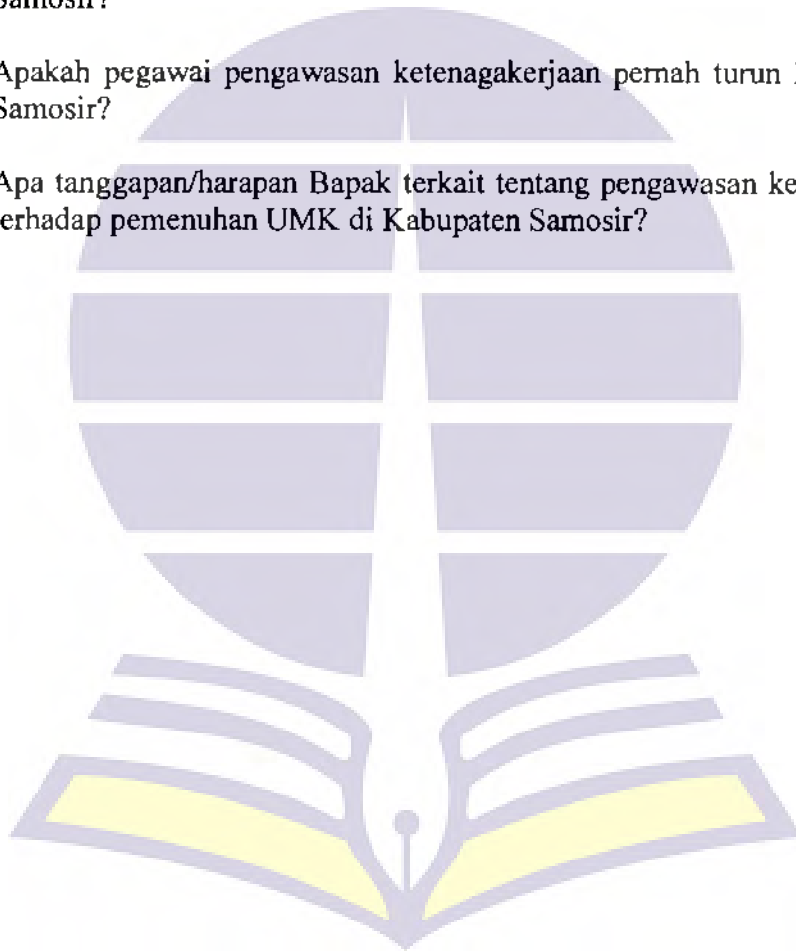 Samosir?
Apakah pegawai pengawasan ketenagakerjaan pernah turun
Samosir?
Apa tanggapan/harapan Bapak terkait tentang pengawasan ke
terhadap pemenuhan UMK di Kabupaten Samosir?